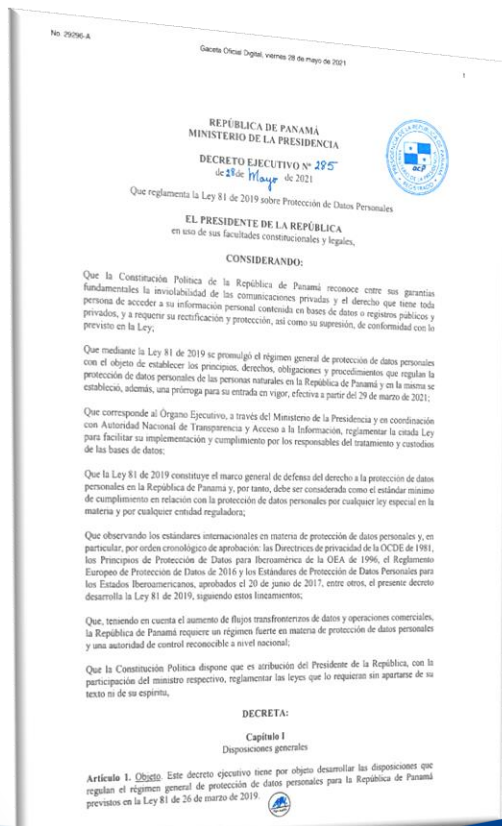 No. 29296-A
Gaceta Oficial Digital, viernes 28 de mayo de 2021
1
REPÚBLICA DE PANAMÁ
MINISTERIO DE LA PRESIDENCIA
DECRETO EJECUTIVO N° 285
de 28 de Mayo de 2021
Que reglamenta la Ley 81 de 2019 sobre Protección de Datos Personales
EL PRESIDENTE DE LA REPÚBLICA
en uso de sus facultades constitucionales y legales,
CONSIDERANDO:
Que la Constitución Política de la República de Panamá reconoce entre sus garantías
fundamentales la inviolabilidad de las comunicaciones privadas y el derecho que tiene toda
persona de acceder a su información personal contenida en bases de datos o registros públicos y
privados, y a requerir su rectificación y protección, así como su supresión, de conformidad con lo
previsto en la Ley;
Que mediante la Ley 81 de 2019 se promulgó el régimen general de protección de datos personales
con el objeto de establecer los principios, derechos, obligaciones y procedimientos que regulan la
protección de datos personales de las personas naturales en la República de Panamá y en la misma se
estableció, además, una prórroga para su entrada en vigor, efectiva a partir del 29 de marzo de 2021;
Que corresponde al Órgano Ejecutivo, a través del Ministerio de la Presidencia y en coordinación
con Autoridad Nacional de Transparencia y Acceso a la Información, reglamentar la citada Ley
para facilitar su implementación y cumplimiento por los responsables del tratamiento y custodios
de las bases de datos;
Que la Ley 81 de 2019 constituye el marco general de defensa del derecho a la protección de datos
personales en la República de Panamá y, por tanto, debe ser considerada como el estándar mínimo
de cumplimiento en relación con la protección de datos personales por cualquier ley especial en la
materia y por cualquier entidad reguladora;
Que observando los estándares internacionales en materia de protección de datos personales y, en
particular, por orden cronológico de aprobación: las Directrices de privacidad de la OCDE de 1981,
los Principios de Protección de Datos para Iberoamérica de la OEA de 1996, el Reglamento
Europeo de Protección de Datos de 2016 y los Estándares de Protección de Datos Personales para
los Estados Iberoamericanos, aprobados el 20 de junio de 2017, entre otros, el presente decreto
desarrolla la Ley 81 de 2019, siguiendo estos lineamientos;
Que, teniendo en cuenta el aumento de flujos transfronterizos de datos y operaciones comerciales,
la República de Panamá requiere un régimen fuerte en materia de protección de datos personales
y una autoridad de control reconocible a nivel nacional;
Que la Constitución Política dispone que es atribución del Presidente de la República, con la
participación del ministro respectivo, reglamentar las leyes que lo requieran sin apartarse de su
texto ni de su espíritu,
DECRETA:
Capítulo I
Disposiciones generales
Artículo 1. Objeto. Este decreto ejecutivo tiene por objeto desarrollar las disposiciones que
regulan el régimen general de protección de datos personales para la República de Panamá
previstos en la Ley 81 de 26 de marzo de 2019.